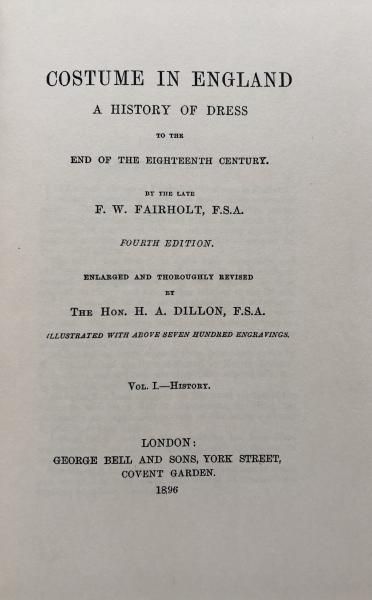 COSTUME IN ENGLAND
A HISTORY OF DRESS
TO THE
END OF THE EIGHTEENTH CENTURY.
BY THE LATE
F. W. FAIRHOLT, F.S.A.
FOURTH EDITION.
ENLARGED AND THOROUGHLY REVISED
BY
THE HON. H. A. DILLON, F.S.A.
ILLUSTRATED WITH ABOVE SEVEN HUNDRED ENGRAVINGS.
VOL. I.—HISTORY.
LONDON:
GEORGE BELL AND SONS, YORK STREET,
COVENT GARDEN.
1896